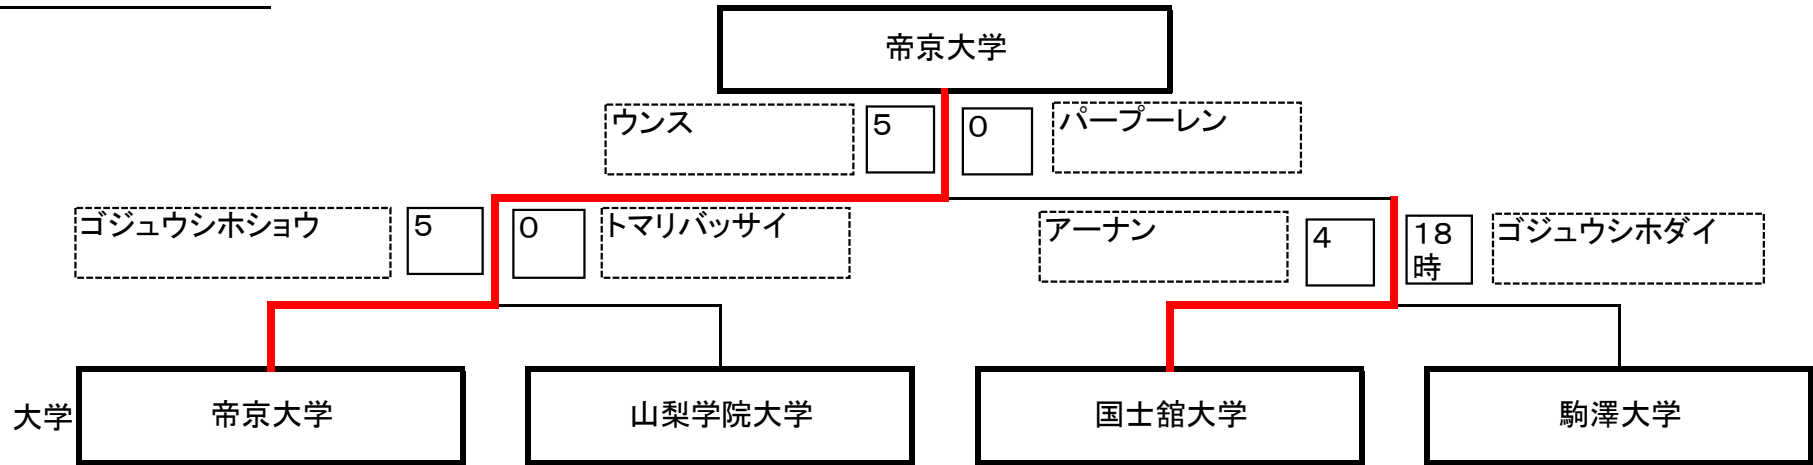 帝京大学
ウンス
5
0
パープーレン
ゴジュウシホショウ
5
0
トマリバッサイ
アーナン
4
18
時
ゴジュウシホダイ
大学
帝京大学
山梨学院大学
国士舘大学
駒澤大学